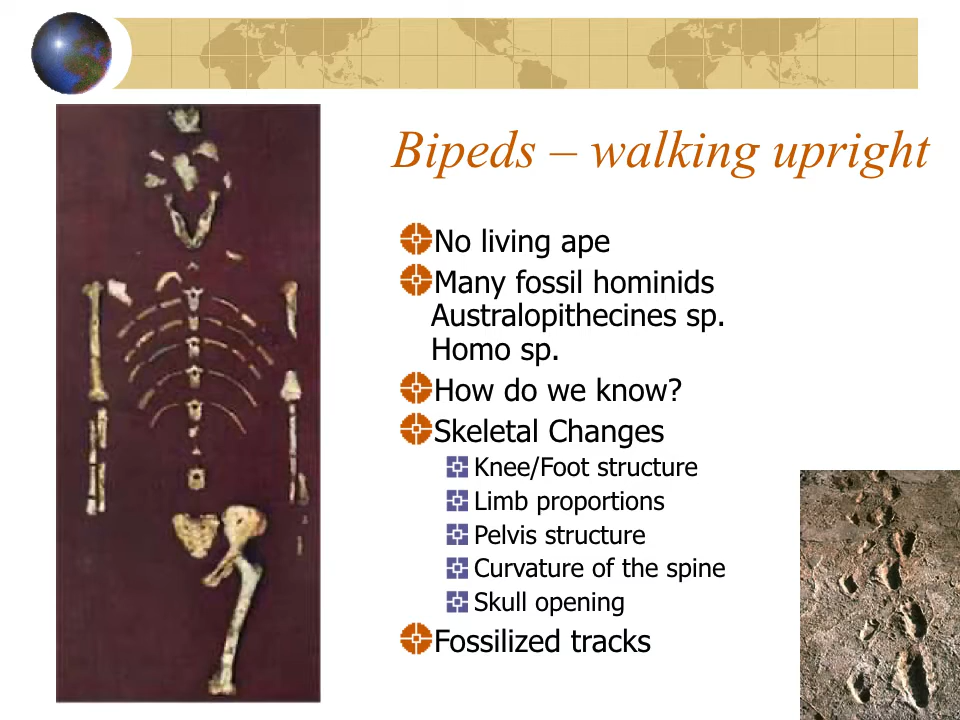 Bipeds – walking upright
No living ape
Many fossil hominids
Australopithecines sp.
Homo sp.
How do we know?
Skeletal Changes
Knee/Foot structure
Limb proportions
Pelvis structure
Curvature of the spine
Skull opening
Fossilized tracks